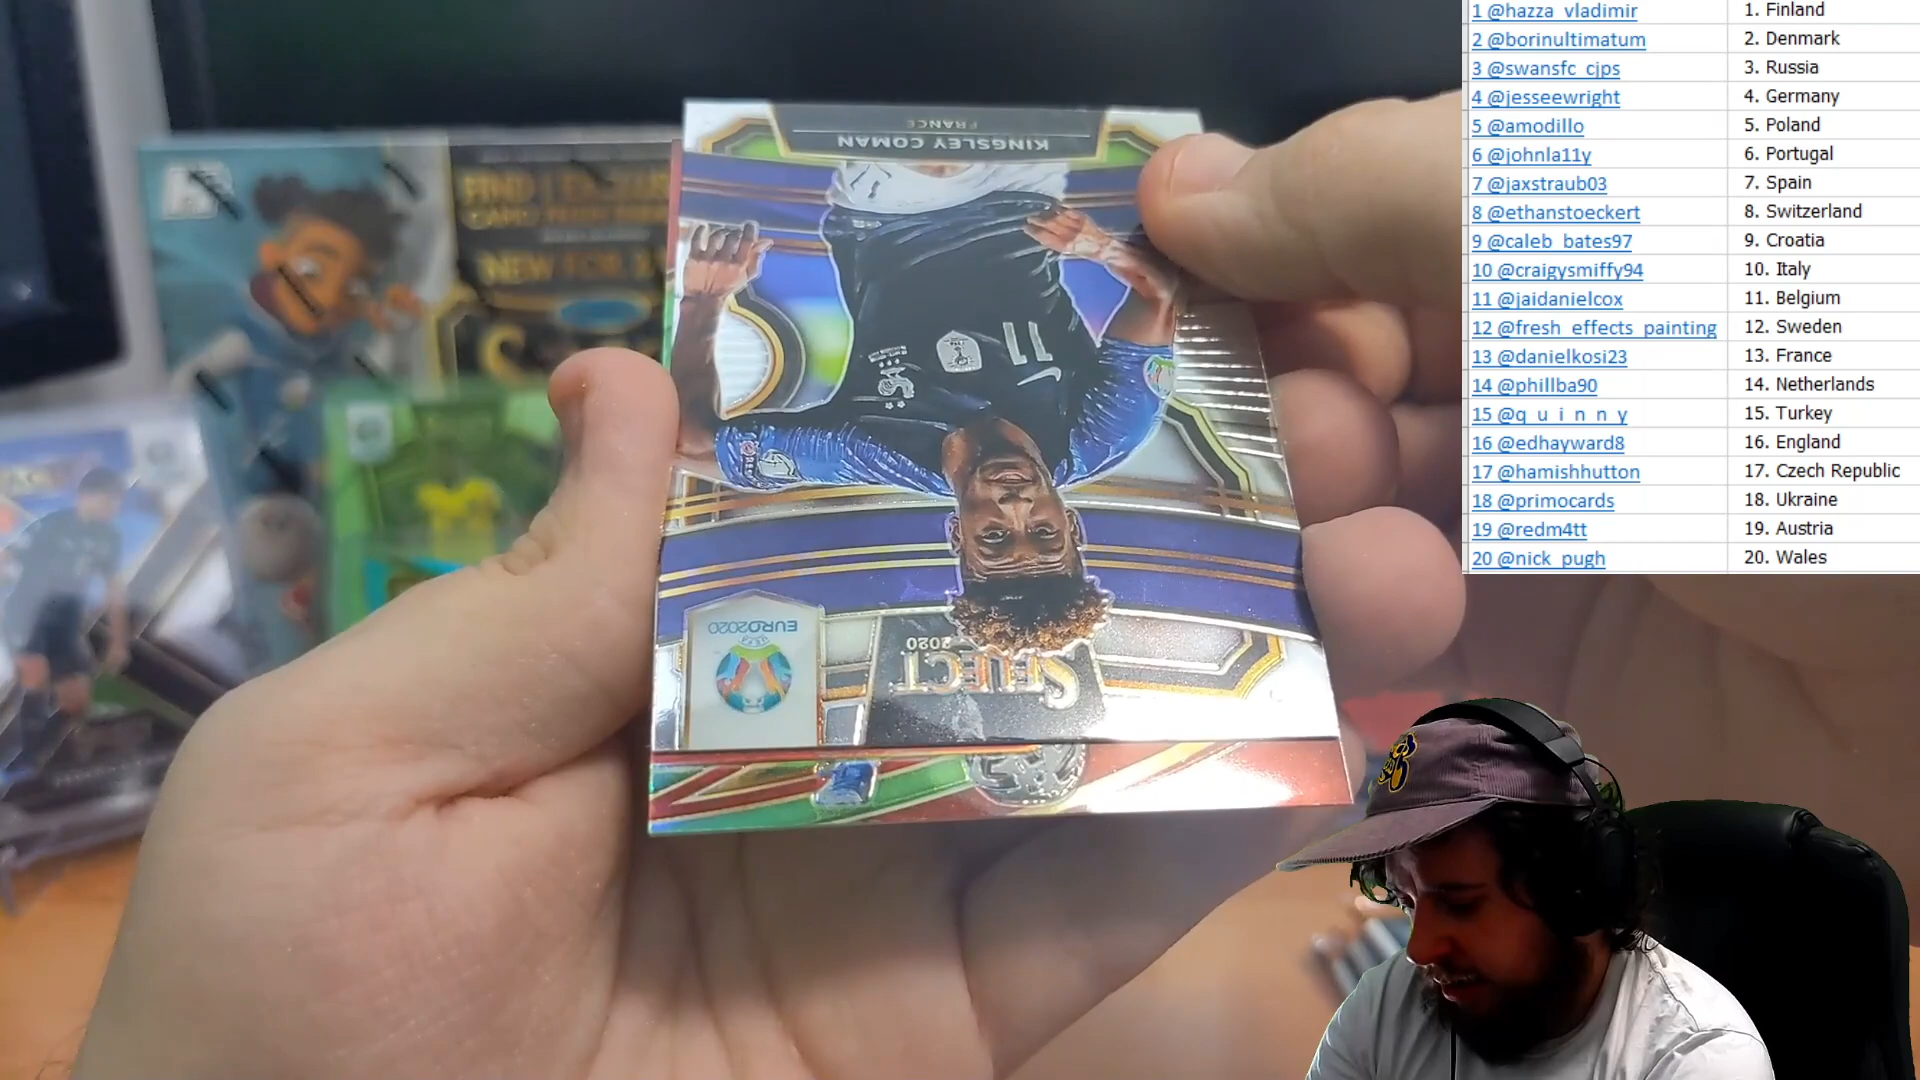 1 @hazza_vladimir 1. Finland
2 @borinultimatum 2. Denmark
3 @swansfc_cjps 3. Russia
4 @jesseewright 4. Germany
5 @amodillo 5. Poland
6 @johnla11y 6. Portugal
7 @jaxstraub03 7. Spain
8 @ethanstoeckert 8. Switzerland
9 @caleb_bates97 9. Croatia
10 @craigysmiffy94 10. Italy
11 @jaidanielcox 11. Belgium
12 @fresh_effects_painting 12. Sweden
13 @danielkosi23 13. France
14 @phillba90 14. Netherlands
15 @q_u_i_n_n_y 15. Turkey
16 @edhayward8 16. England
17 @hamishhutton 17. Czech Republic
18 @primocards 18. Ukraine
19 @redm4tt 19. Austria
20 @nick_pugh 20. Wales
FRANCE
KINGSLEY COMAN
11
EURO2020
2020
SELECT
NEW FOR